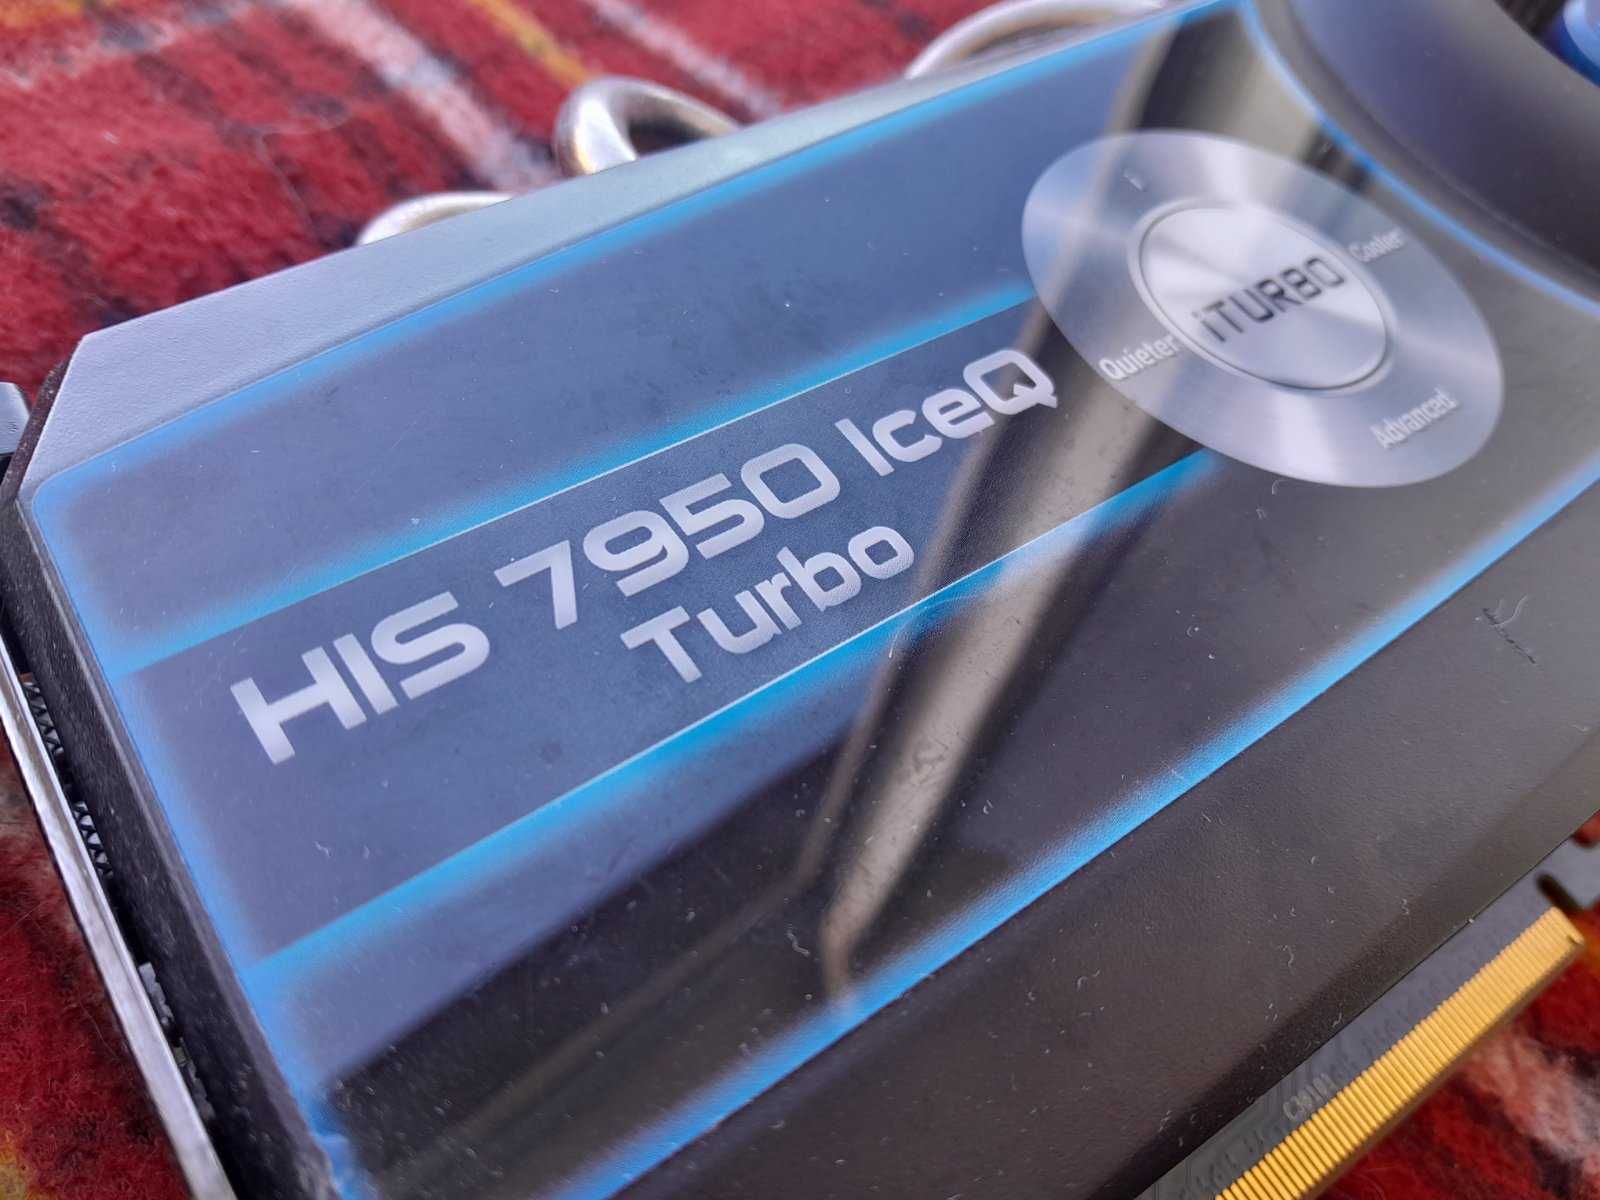 HIS 7950 IceQ
Turbo
i
Cooler
iTURBO
Quieter
Advanced